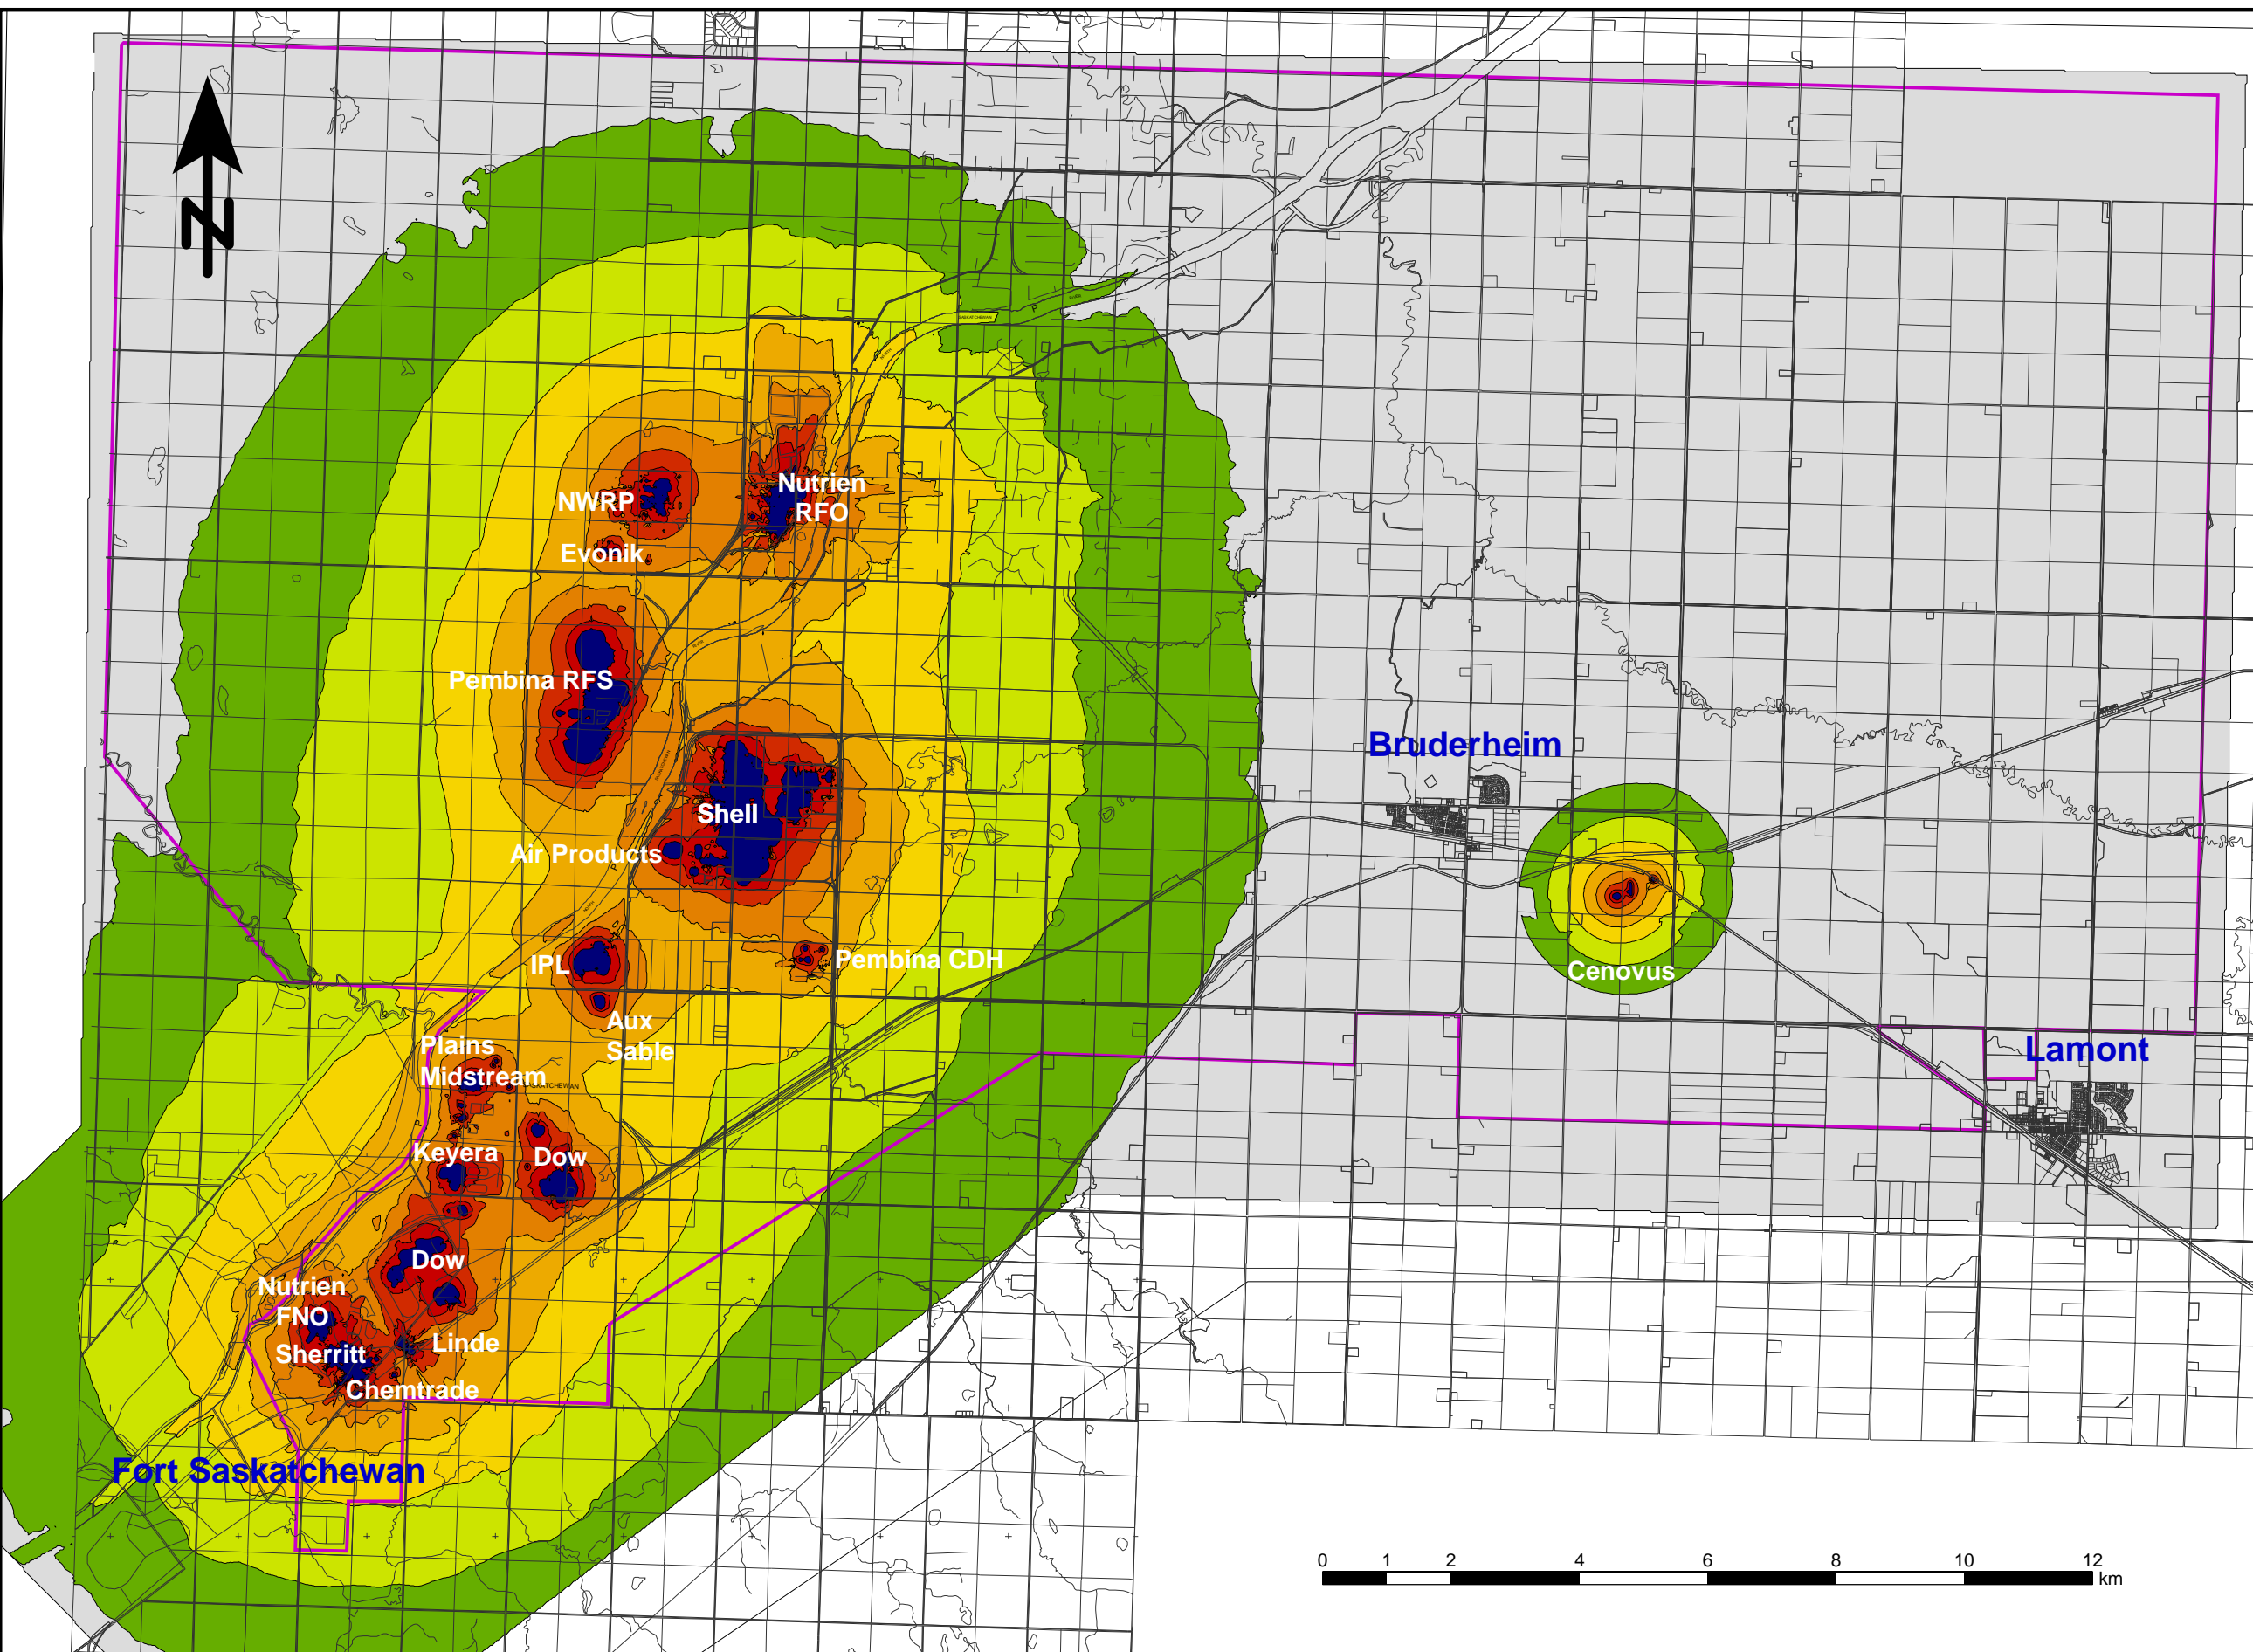 N
SASKATCHEWAN
RIVER
NWRP
Nutrien
RFO
Evonik
Pembina RFS
Bruderheim
Shell
Air Products
IPL
Pembina CDH
Cenovus
Aux
Sable
Plains
Midstream
Lamont
Keyera
Dow
Dow
Nutrien
FNO
Linde
Sherritt
Chemtrade
Fort Saskatchewan
0 1 2 4 6 8 10 12
km